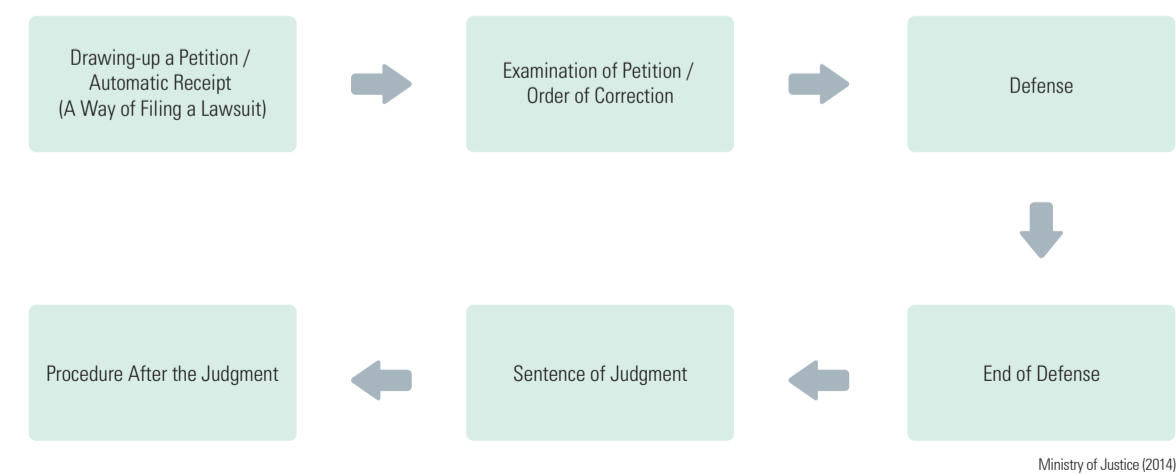 Drawing-up a Petition /
Automatic Receipt
(A Way of Filing a Lawsuit)
Examination of Petition /
Order of Correction
Defense
End of Defense
Sentence of Judgment
Procedure After the Judgment
Ministry of Justice (2014)